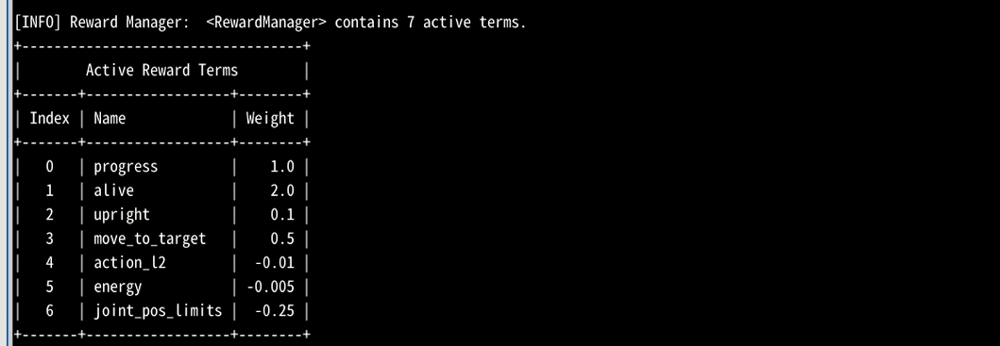 [INFO] Reward Manager:  <RewardManager> contains 7 active terms.
+-----------------------------------+
|        Active Reward Terms        |
+-------+------------------+--------+
| Index | Name             | Weight |
+-------+------------------+--------+
|   0   | progress         |    1.0 |
|   1   | alive            |    2.0 |
|   2   | upright          |    0.1 |
|   3   | move_to_target   |    0.5 |
|   4   | action_l2        |  -0.01 |
|   5   | energy           | -0.005 |
|   6   | joint_pos_limits |  -0.25 |
+-------+------------------+--------+